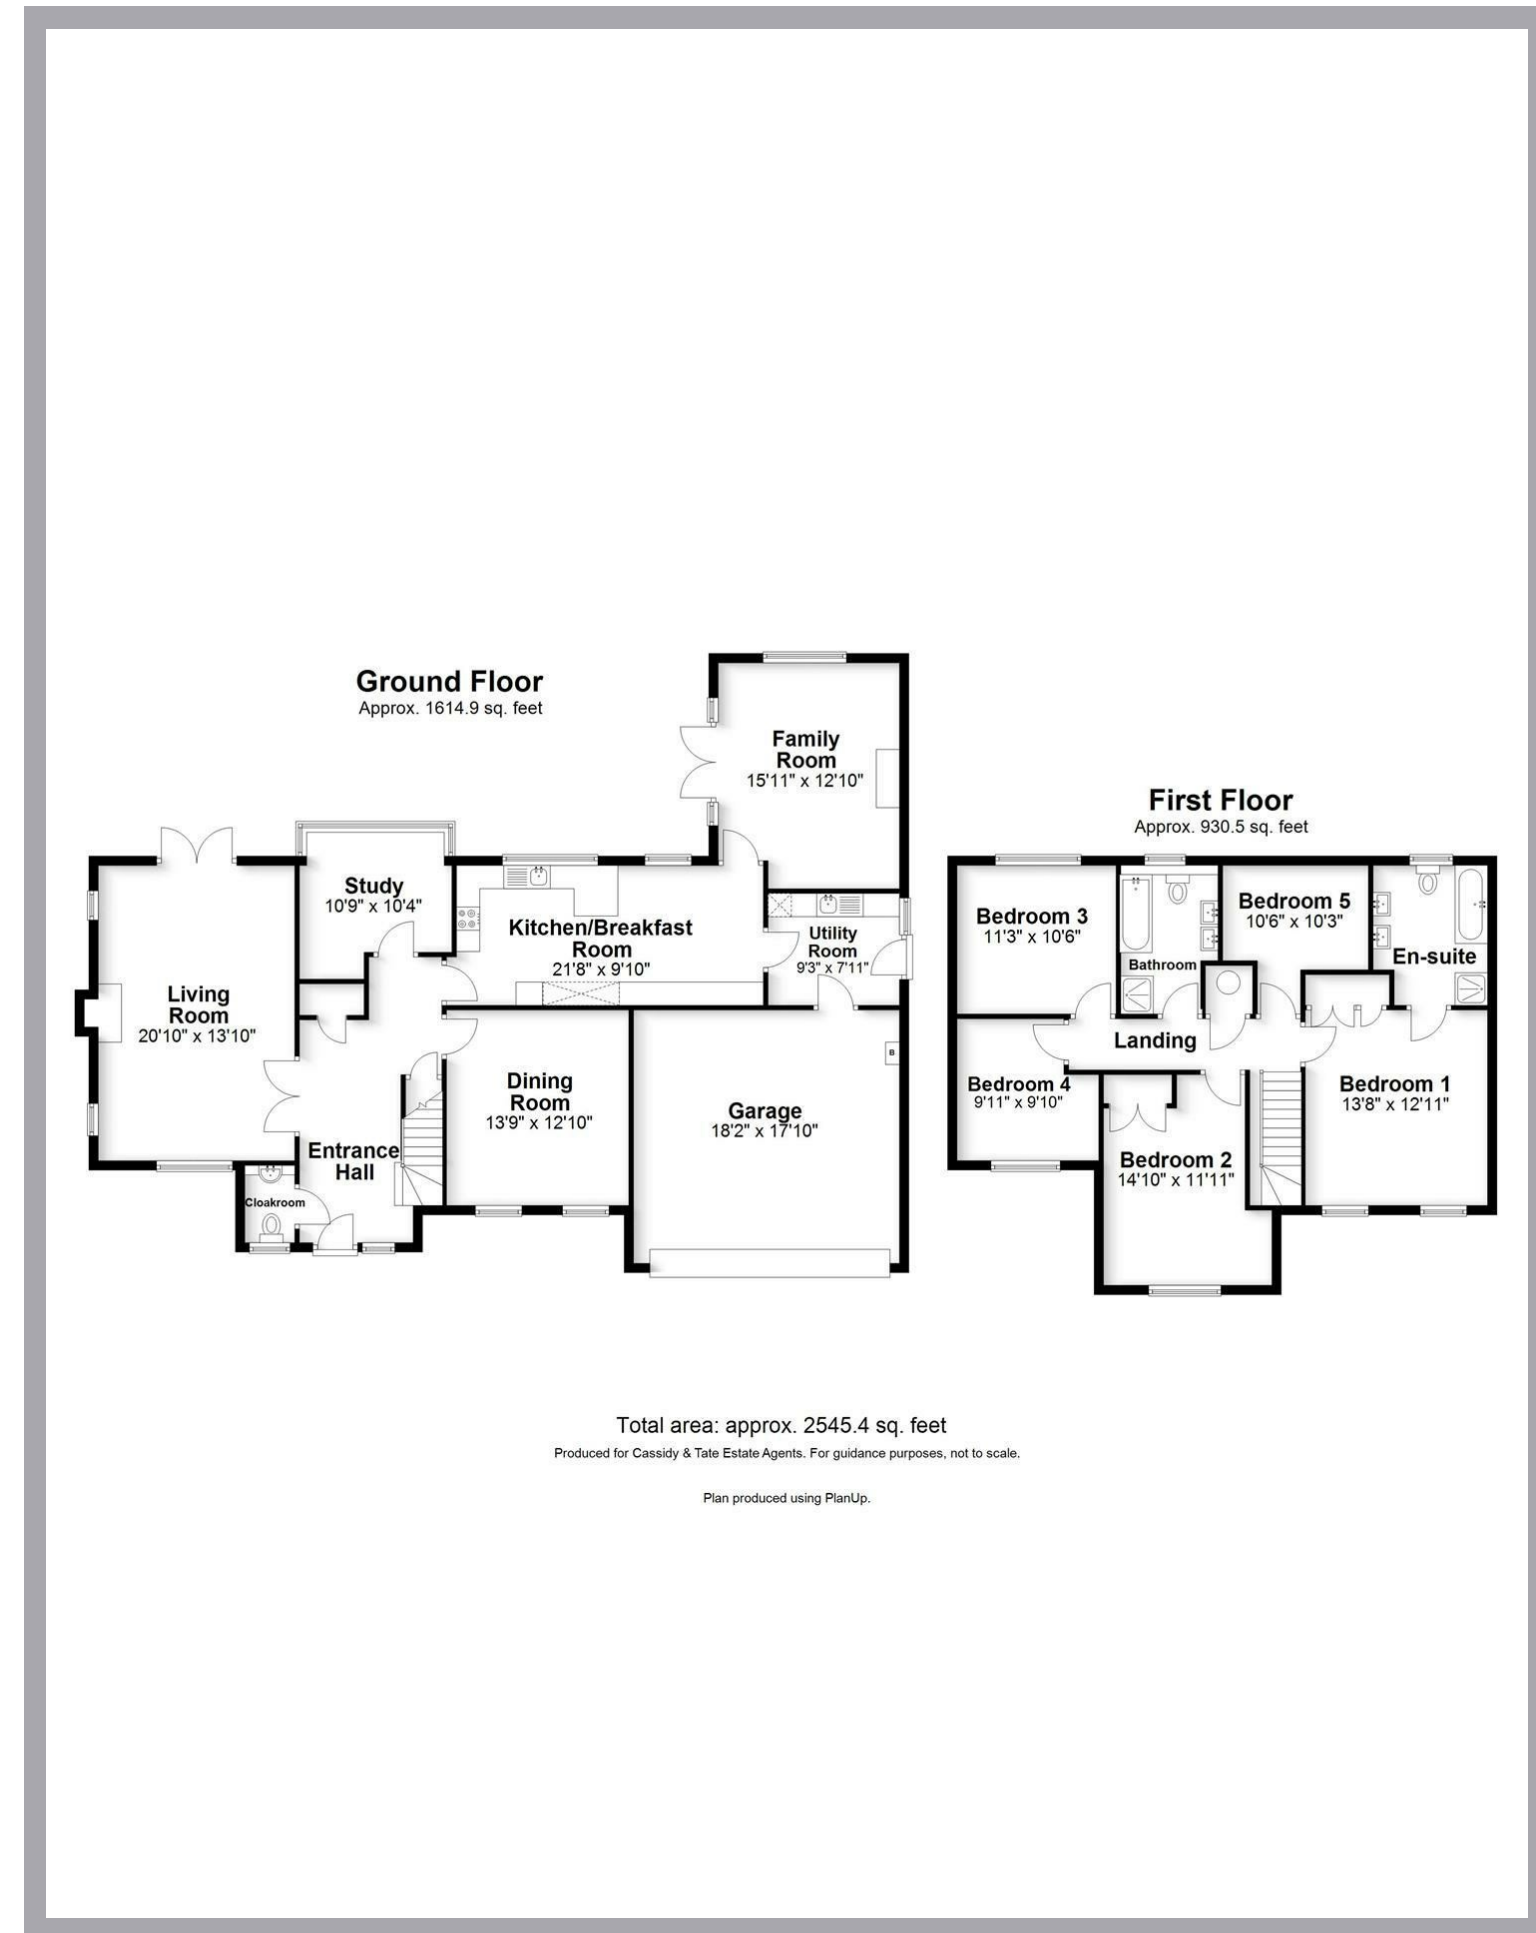 Ground Floor
Approx. 1614.9 sq. feet
Family
Room
15'11" x 12'10"
Study
10'9" x 10'4"
Kitchen/Breakfast
Room
21'8" x 9'10"
Utility
Room
9'3" x 7'11"
Living
Room
20'10" x 13'10"
Dining
Room
13'9" x 12'10"
Garage
18'2" x 17'10"
B
Entrance
Hall
Cloakroom
First Floor
Approx. 930.5 sq. feet
Bedroom 3
11'3" x 10'6"
Bathroom
Bedroom 5
10'6" x 10'3"
En-suite
Landing
Bedroom 4
9'11" x 9'10"
Bedroom 1
13'8" x 12'11"
Bedroom 2
14'10" x 11'11"
Total area: approx. 2545.4 sq. feet
Produced for Cassidy & Tate Estate Agents. For guidance purposes, not to scale.
Plan produced using PlanUp.